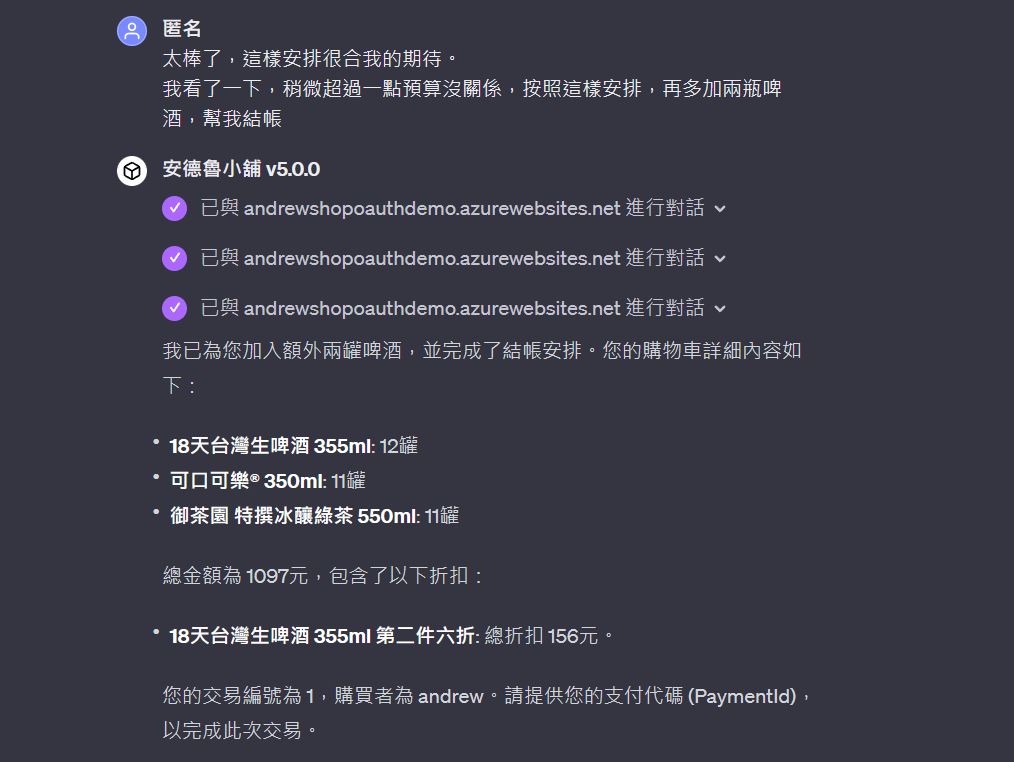 匿名
太棒了，這樣安排很合我的期待。
我看了一下，稍微超過一點預算沒關係，按照這樣安排，再多加兩瓶啤
酒，幫我結帳
安德魯小舖 v5.0.0
已與 andrewshopoauthdemo.azurewebsites.net 進行對話
已與 andrewshopoauthdemo.azurewebsites.net 進行對話
已與 andrewshopoauthdemo.azurewebsites.net 進行對話
我已為您加入額外兩罐啤酒，並完成了結帳安排。您的購物車詳細內容如
下：
• 18天台灣生啤酒 355ml: 12罐
• 可口可樂® 350ml: 11罐
• 御茶園 特撰冰釀綠茶 550ml: 11罐
總金額為 1097元，包含了以下折扣：
• 18天台灣生啤酒 355ml 第二件六折: 總折扣 156元。
您的交易編號為 1，購買者為 andrew。請提供您的支付代碼 (PaymentId)，
以完成此次交易。